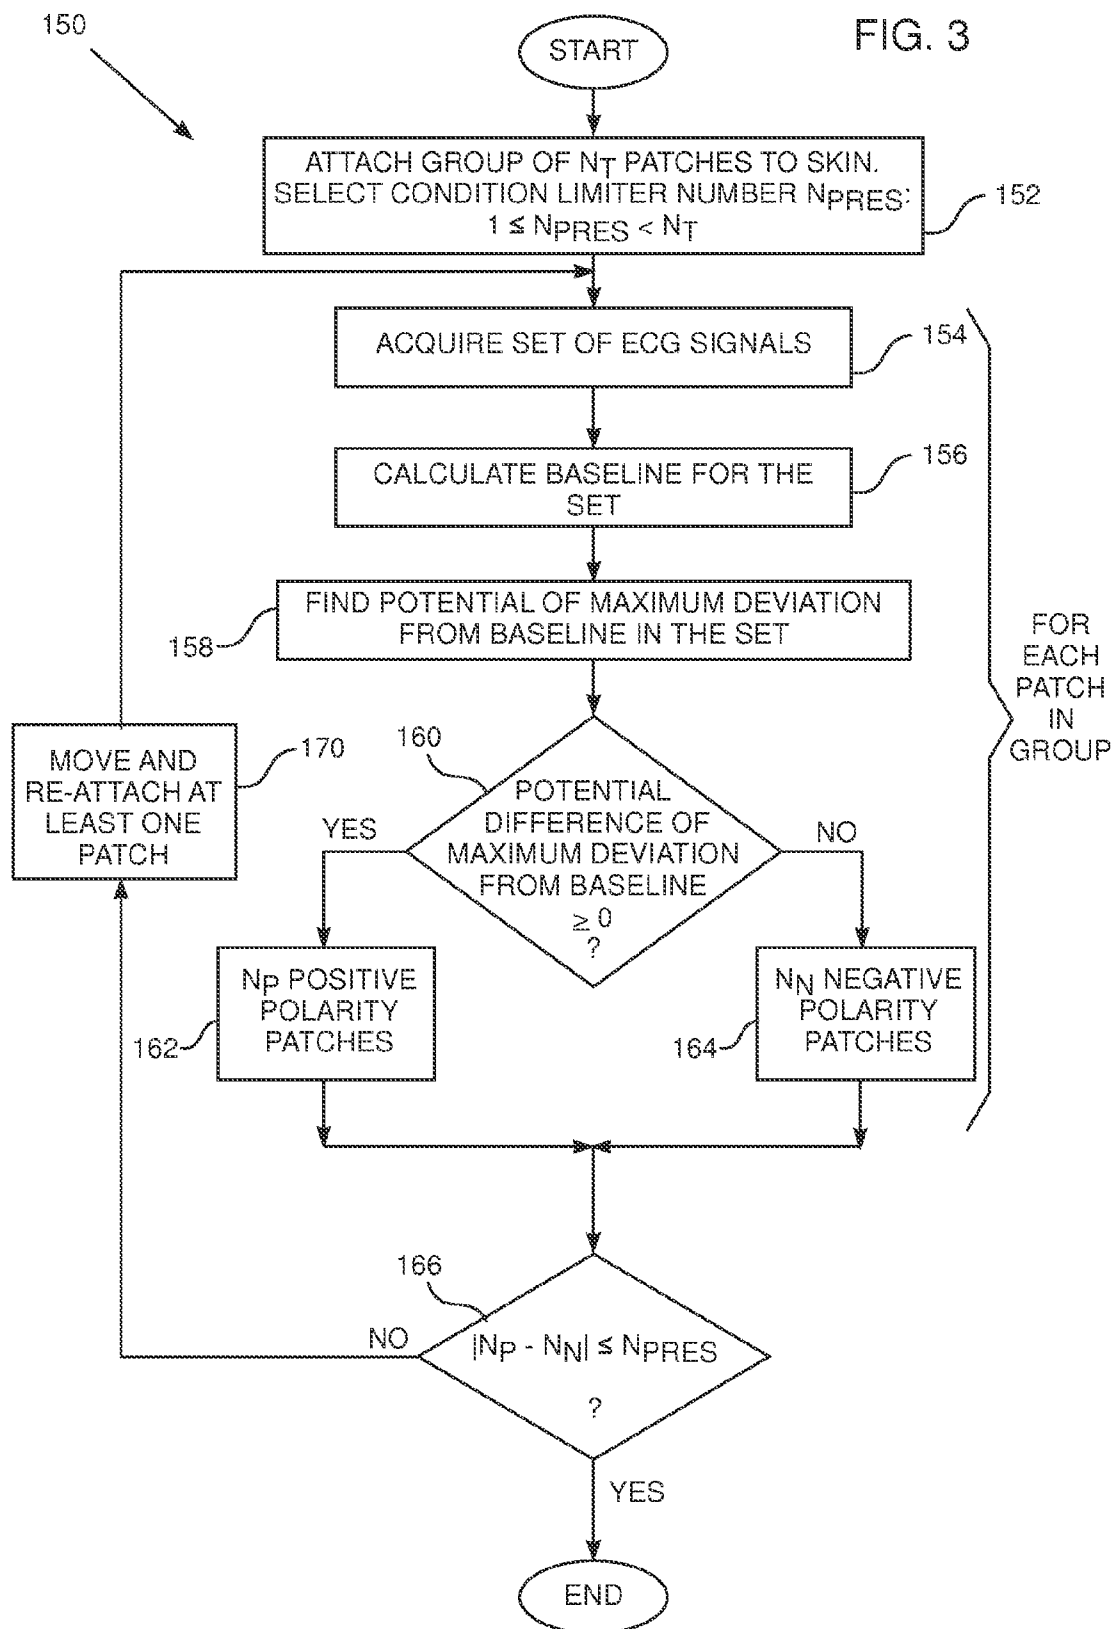 150
FIG. 3
START
ATTACH GROUP OF NT PATCHES TO SKIN.
SELECT CONDITION LIMITER NUMBER NPRES:
1 ≤ NPRES < NT
152
ACQUIRE SET OF ECG SIGNALS
154
CALCULATE BASELINE FOR THE
SET
156
FIND POTENTIAL OF MAXIMUM DEVIATION
FROM BASELINE IN THE SET
158
FOR
EACH
PATCH
IN
GROUP
MOVE AND
RE-ATTACH AT
LEAST ONE
PATCH
170
160
POTENTIAL
DIFFERENCE OF
MAXIMUM DEVIATION
FROM BASELINE
≥ 0
?
YES
NO
NP POSITIVE
POLARITY
PATCHES
162
NN NEGATIVE
POLARITY
PATCHES
164
166
|NP - NN| ≤ NPRES
?
NO
YES
END